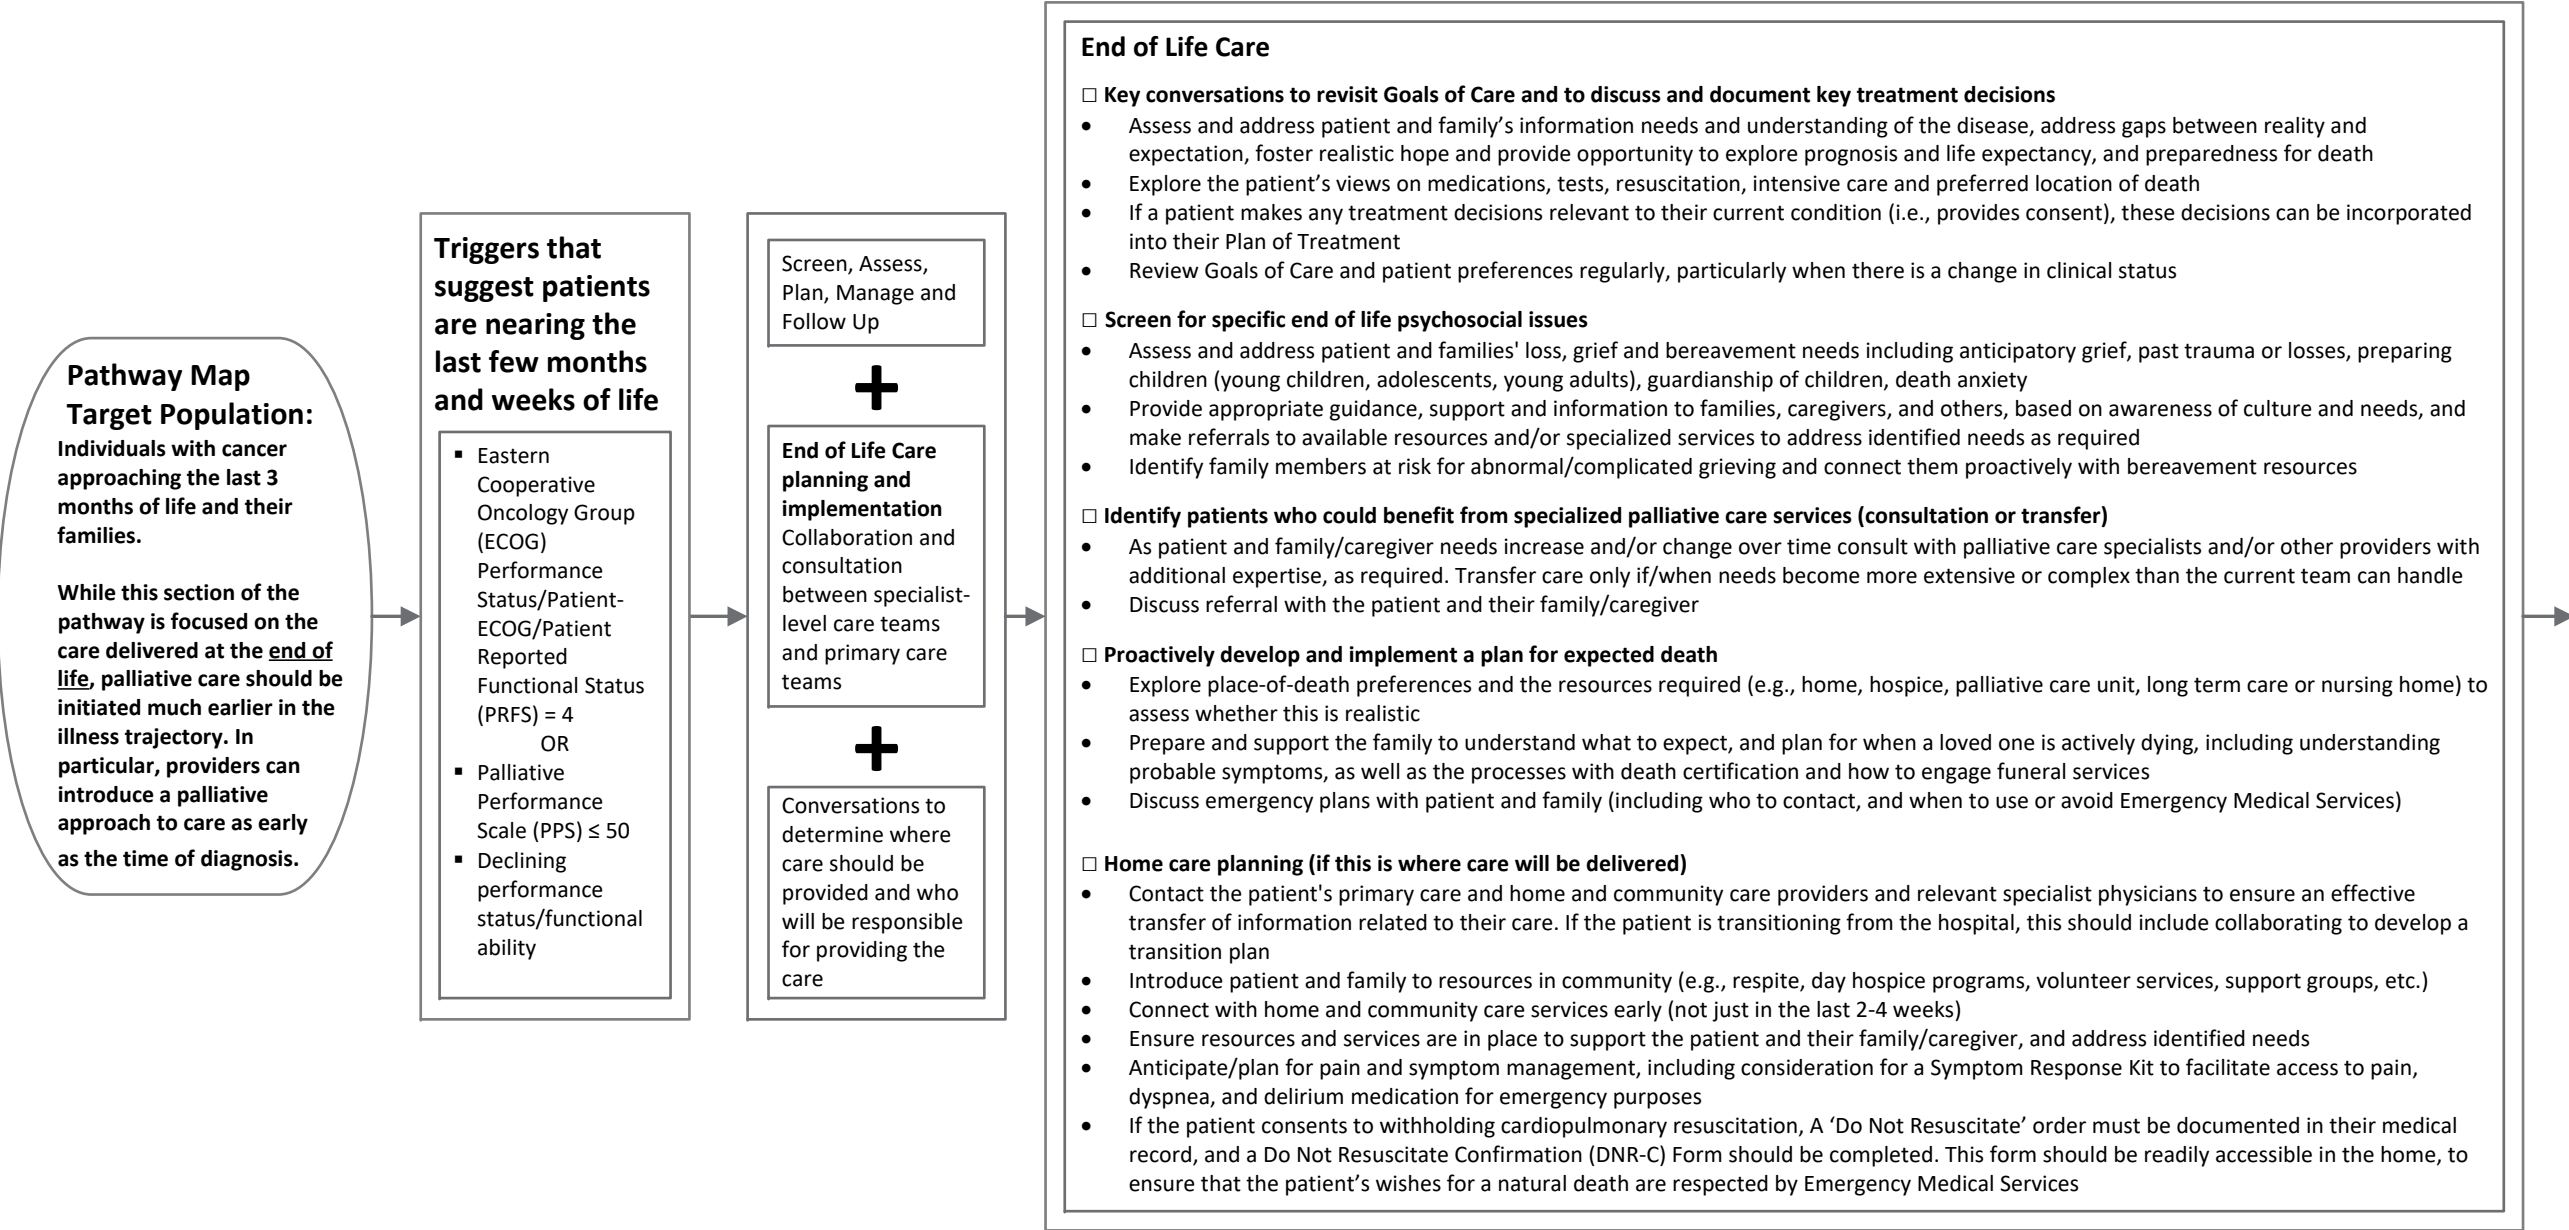 Pathway Map
Target Population:
Individuals with cancer
approaching the last 3
months of life and their
families.
While this section of the
pathway is focused on the
care delivered at the end of
life, palliative care should be
initiated much earlier in the
illness trajectory. In
particular, providers can
introduce a palliative
approach to care as early
as the time of diagnosis.
Triggers that
suggest patients
are nearing the
last few months
and weeks of life
▪ Eastern
Cooperative
Oncology Group
(ECOG)
Performance
Status/Patient-
ECOG/Patient
Reported
Functional Status
(PRFS) = 4
OR
▪ Palliative
Performance
Scale (PPS) ≤ 50
▪ Declining
performance
status/functional
ability
Screen, Assess,
Plan, Manage and
Follow Up
+
End of Life Care
planning and
implementation
Collaboration and
consultation
between specialist-
level care teams
and primary care
teams
+
Conversations to
determine where
care should be
provided and who
will be responsible
for providing the
care
End of Life Care
□ Key conversations to revisit Goals of Care and to discuss and document key treatment decisions
• Assess and address patient and family’s information needs and understanding of the disease, address gaps between reality and
expectation, foster realistic hope and provide opportunity to explore prognosis and life expectancy, and preparedness for death
• Explore the patient’s views on medications, tests, resuscitation, intensive care and preferred location of death
• If a patient makes any treatment decisions relevant to their current condition (i.e., provides consent), these decisions can be incorporated
into their Plan of Treatment
• Review Goals of Care and patient preferences regularly, particularly when there is a change in clinical status
□ Screen for specific end of life psychosocial issues
• Assess and address patient and families' loss, grief and bereavement needs including anticipatory grief, past trauma or losses, preparing
children (young children, adolescents, young adults), guardianship of children, death anxiety
• Provide appropriate guidance, support and information to families, caregivers, and others, based on awareness of culture and needs, and
make referrals to available resources and/or specialized services to address identified needs as required
• Identify family members at risk for abnormal/complicated grieving and connect them proactively with bereavement resources
□ Identify patients who could benefit from specialized palliative care services (consultation or transfer)
• As patient and family/caregiver needs increase and/or change over time consult with palliative care specialists and/or other providers with
additional expertise, as required. Transfer care only if/when needs become more extensive or complex than the current team can handle
• Discuss referral with the patient and their family/caregiver
□ Proactively develop and implement a plan for expected death
• Explore place-of-death preferences and the resources required (e.g., home, hospice, palliative care unit, long term care or nursing home) to
assess whether this is realistic
• Prepare and support the family to understand what to expect, and plan for when a loved one is actively dying, including understanding
probable symptoms, as well as the processes with death certification and how to engage funeral services
• Discuss emergency plans with patient and family (including who to contact, and when to use or avoid Emergency Medical Services)
□ Home care planning (if this is where care will be delivered)
• Contact the patient's primary care and home and community care providers and relevant specialist physicians to ensure an effective
transfer of information related to their care. If the patient is transitioning from the hospital, this should include collaborating to develop a
transition plan
• Introduce patient and family to resources in community (e.g., respite, day hospice programs, volunteer services, support groups, etc.)
• Connect with home and community care services early (not just in the last 2-4 weeks)
• Ensure resources and services are in place to support the patient and their family/caregiver, and address identified needs
• Anticipate/plan for pain and symptom management, including consideration for a Symptom Response Kit to facilitate access to pain,
dyspnea, and delirium medication for emergency purposes
• If the patient consents to withholding cardiopulmonary resuscitation, A ‘Do Not Resuscitate’ order must be documented in their medical
record, and a Do Not Resuscitate Confirmation (DNR-C) Form should be completed. This form should be readily accessible in the home, to
ensure that the patient’s wishes for a natural death are respected by Emergency Medical Services